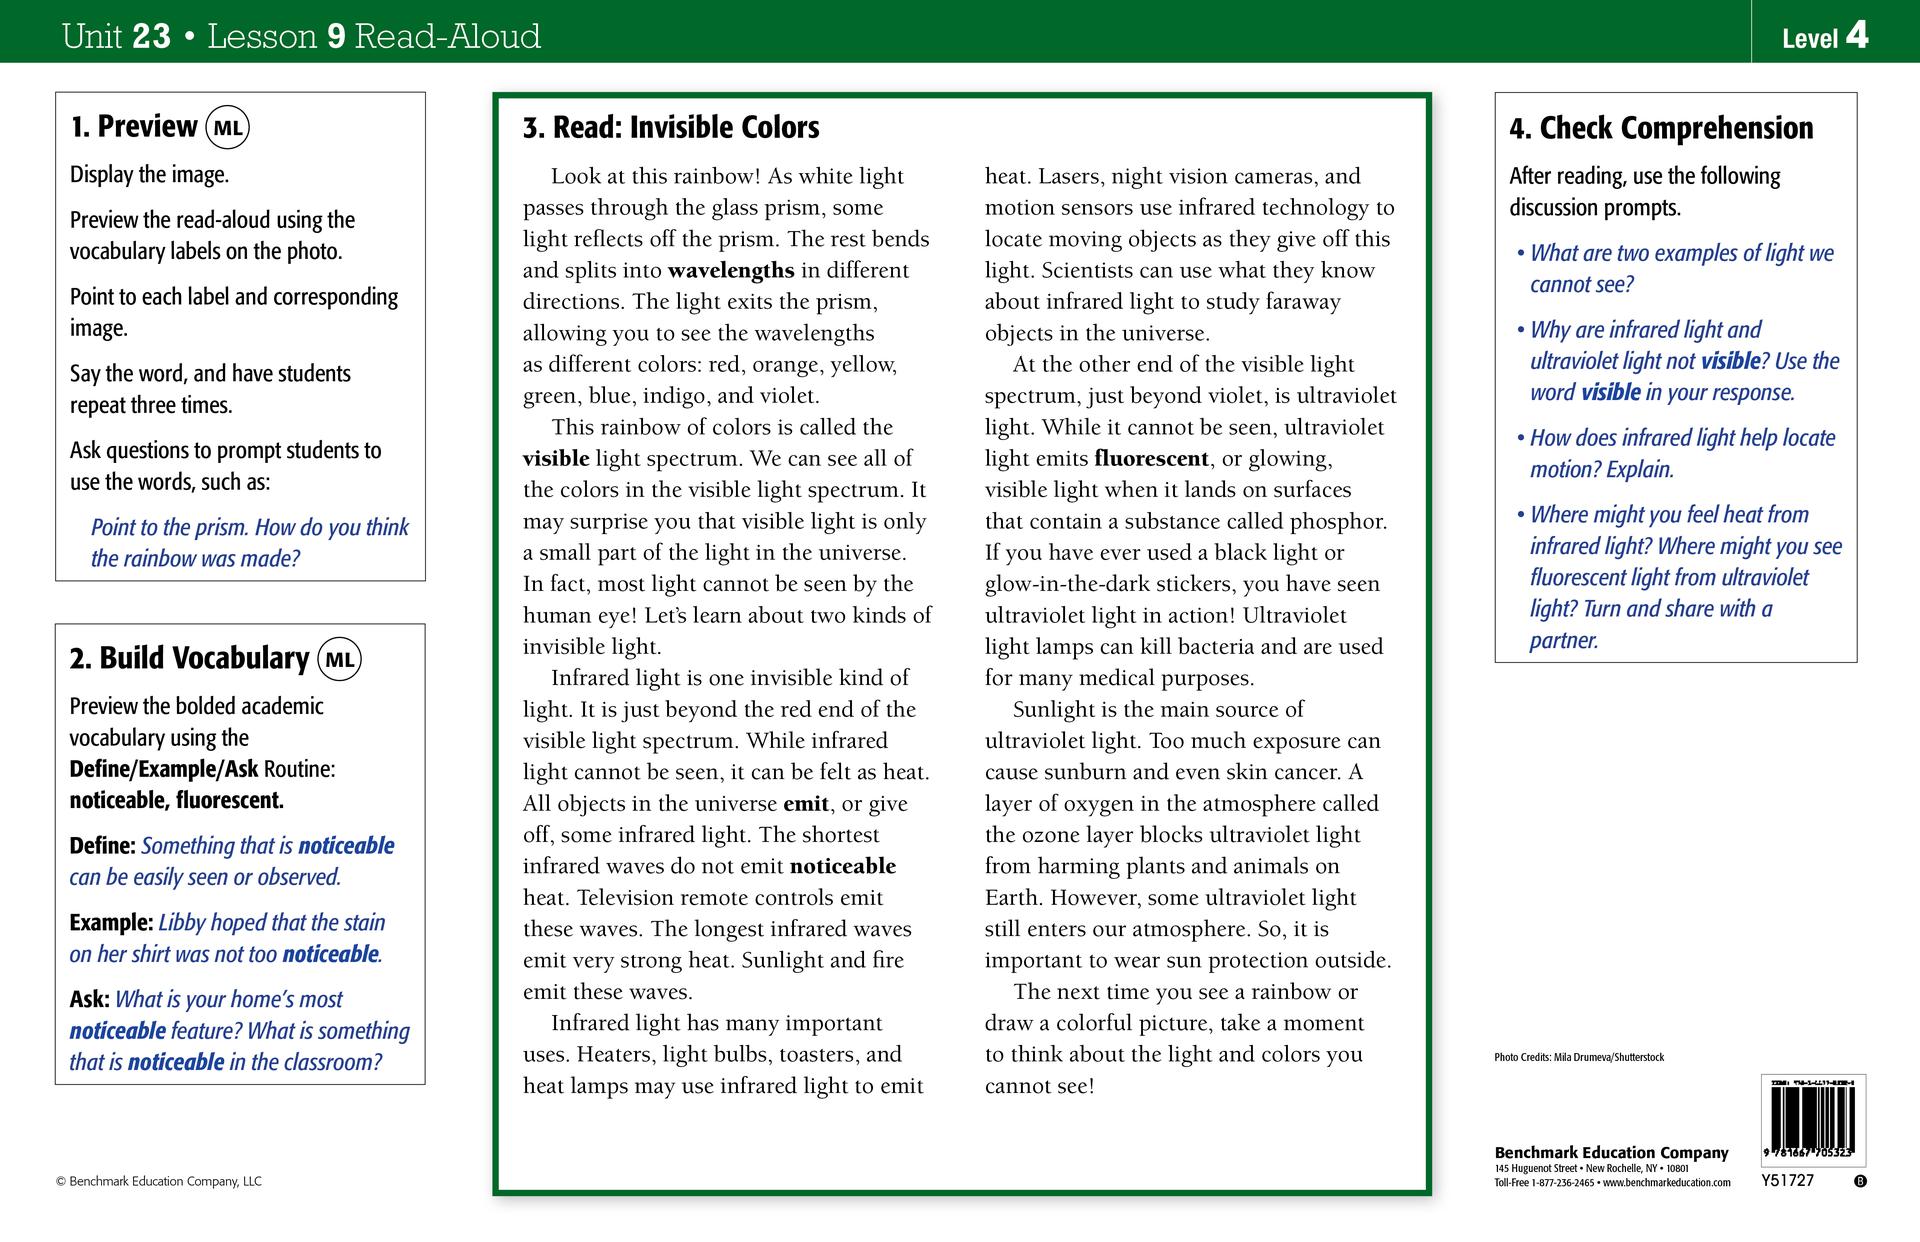 Unit 23 • Lesson 9 Read-Aloud
Level 4
1. Preview ML
Display the image.
Preview the read-aloud using the
vocabulary labels on the photo.
Point to each label and corresponding
image.
Say the word, and have students
repeat three times.
Ask questions to prompt students to
use the words, such as:
Point to the prism. How do you think
the rainbow was made?
2. Build Vocabulary ML
Preview the bolded academic
vocabulary using the
Define/Example/Ask Routine:
noticeable, fluorescent.
Define: Something that is noticeable
can be easily seen or observed.
Example: Libby hoped that the stain
on her shirt was not too noticeable.
Ask: What is your home's most
noticeable feature? What is something
that is noticeable in the classroom?
© Benchmark Education Company, LLC
3. Read: Invisible Colors
Look at this rainbow! As white light
passes through the glass prism, some
light reflects off the prism. The rest bends
and splits into wavelengths in different
directions. The light exits the prism,
allowing you to see the wavelengths
as different colors: red, orange, yellow,
green, blue, indigo, and violet.
This rainbow of colors is called the
visible light spectrum. We can see all of
the colors in the visible light spectrum. It
may surprise you that visible light is only
a small part of the light in the universe.
In fact, most light cannot be seen by the
human eye! Let's learn about two kinds of
invisible light.
Infrared light is one invisible kind of
light. It is just beyond the red end of the
visible light spectrum. While infrared
light cannot be seen, it can be felt as heat.
All objects in the universe emit, or give
off, some infrared light. The shortest
infrared waves do not emit noticeable
heat. Television remote controls emit
these waves. The longest infrared waves
emit very strong heat. Sunlight and fire
emit these waves.
Infrared light has many important
uses. Heaters, light bulbs, toasters, and
heat lamps may use infrared light to emit
heat. Lasers, night vision cameras, and
motion sensors use infrared technology to
locate moving objects as they give off this
light. Scientists can use what they know
about infrared light to study faraway
objects in the universe.
At the other end of the visible light
spectrum, just beyond violet, is ultraviolet
light. While it cannot be seen, ultraviolet
light emits fluorescent, or glowing,
visible light when it lands on surfaces
that contain a substance called phosphor.
If you have ever used a black light or
glow-in-the-dark stickers, you have seen
ultraviolet light in action! Ultraviolet
light lamps can kill bacteria and are used
for many medical purposes.
Sunlight is the main source of
ultraviolet light. Too much exposure can
cause sunburn and even skin cancer. A
layer of oxygen in the atmosphere called
the ozone layer blocks ultraviolet light
from harming plants and animals on
Earth. However, some ultraviolet light
still enters our atmosphere. So, it is
important to wear sun protection outside.
The next time you see a rainbow or
draw a colorful picture, take a moment
to think about the light and colors you
cannot see!
4. Check Comprehension
After reading, use the following
discussion prompts.
• What are two examples of light we
cannot see?
• Why are infrared light and
ultraviolet light not visible? Use the
word visible in your response.
• How does infrared light help locate
motion? Explain.
• Where might you feel heat from
infrared light? Where might you see
fluorescent light from ultraviolet
light? Turn and share with a
partner.
Photo Credits: Mila Drumeva/Shutterstock
Benchmark Education Company
145 Huguenot Street • New Rochelle, NY • 10801
Toll-Free 1-877-236-2465 • www.benchmarkeducation.com
9 781667 705323
Y51727
B